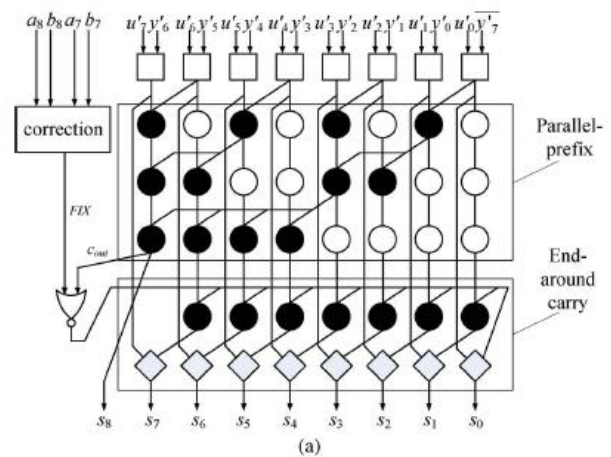 a₈ b₈ a₇ b₇ u'₇ y'₆ u'₆ y'₅ u'₅ y'₄ u'₄ y'₃ u'₃ y'₂ u'₂ y'₁ u'₁ y'₀ u'₀ y'₇
correction
Parallel-
prefix
FIX
c_out
End-
around
carry
s₈ s₇ s₆ s₅ s₄ s₃ s₂ s₁ s₀
(a)